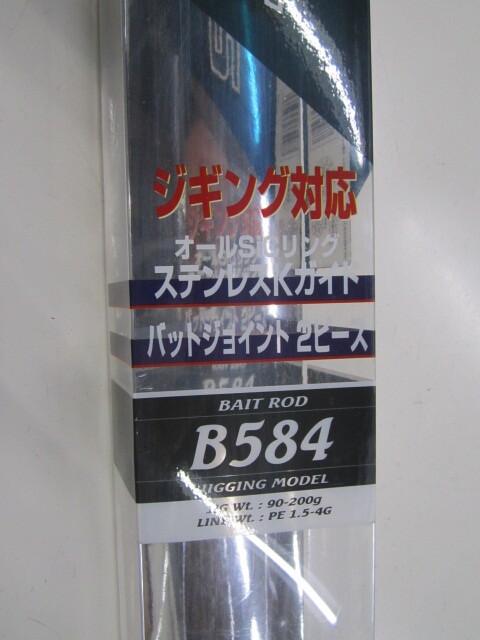 ジギング対応
オールSiCリング
ステンレスKガイド
バットジョイント 2ピース
BAIT ROD
B584
JIGGING MODEL
JIG Wt. : 90-200g
LINE Wt. : PE 1.5-4G